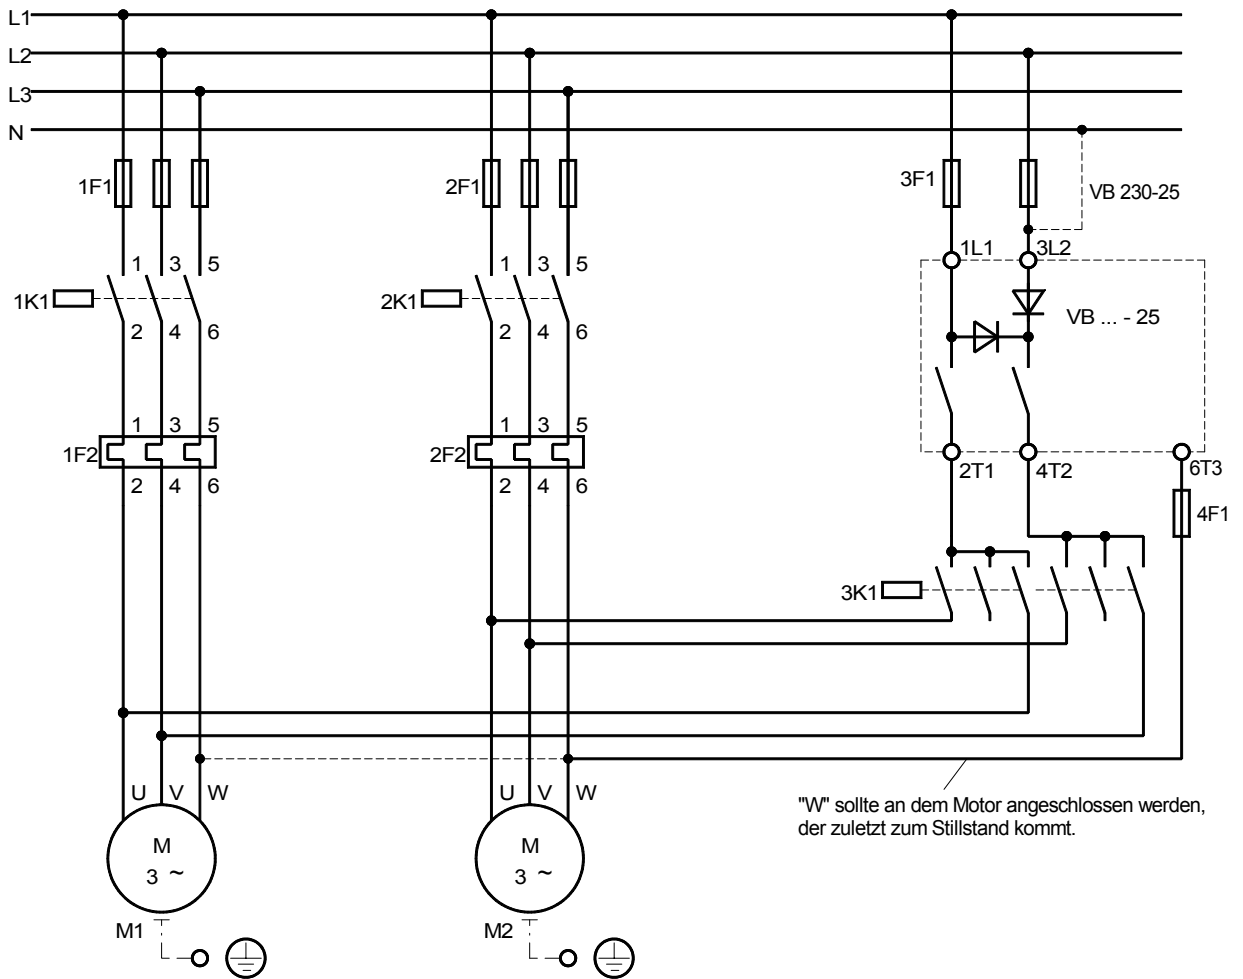 L1
L2
L3
N
1F1
2F1
3F1
VB 230-25
1 3 5
1 3 5
1L1 3L2
1K1
2K1
VB ... - 25
2 4 6
2 4 6
1 3 5
1 3 5
1F2
2F2
2T1 4T2 6T3
2 4 6
2 4 6
4F1
3K1
U V W
U V W
"W" sollte an dem Motor angeschlossen werden,
der zuletzt zum Stillstand kommt.
M
3 ~
M
3 ~
M1
M2